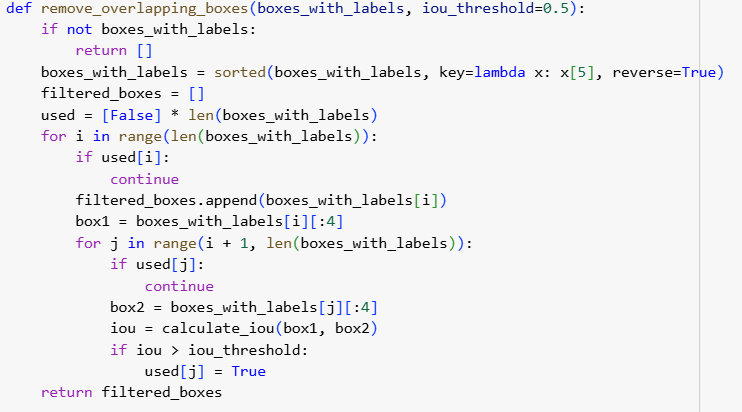 def remove_overlapping_boxes(boxes_with_labels, iou_threshold=0.5):
    if not boxes_with_labels:
        return []
    boxes_with_labels = sorted(boxes_with_labels, key=lambda x: x[5], reverse=True)
    filtered_boxes = []
    used = [False] * len(boxes_with_labels)
    for i in range(len(boxes_with_labels)):
        if used[i]:
            continue
        filtered_boxes.append(boxes_with_labels[i])
        box1 = boxes_with_labels[i][:4]
        for j in range(i + 1, len(boxes_with_labels)):
            if used[j]:
                continue
            box2 = boxes_with_labels[j][:4]
            iou = calculate_iou(box1, box2)
            if iou > iou_threshold:
                used[j] = True
    return filtered_boxes